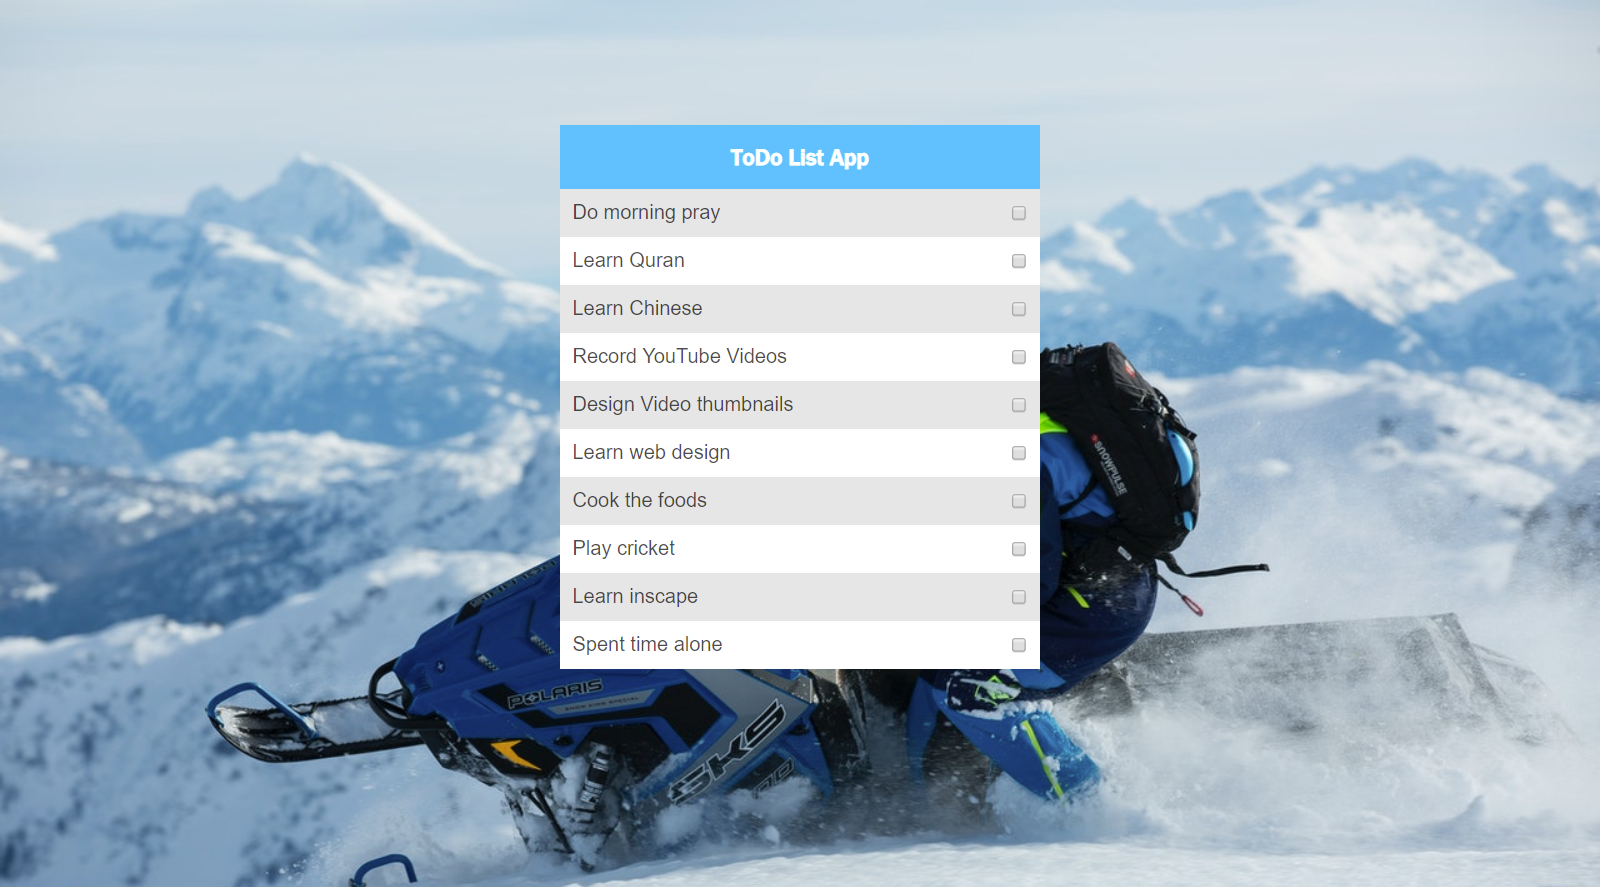 ToDo List App
Do morning pray
Learn Quran
Learn Chinese
Record YouTube Videos
Design Video thumbnails
Learn web design
Cook the foods
Play cricket
Learn inscape
Spent time alone
SNOWPULSE
POLARIS
SKS